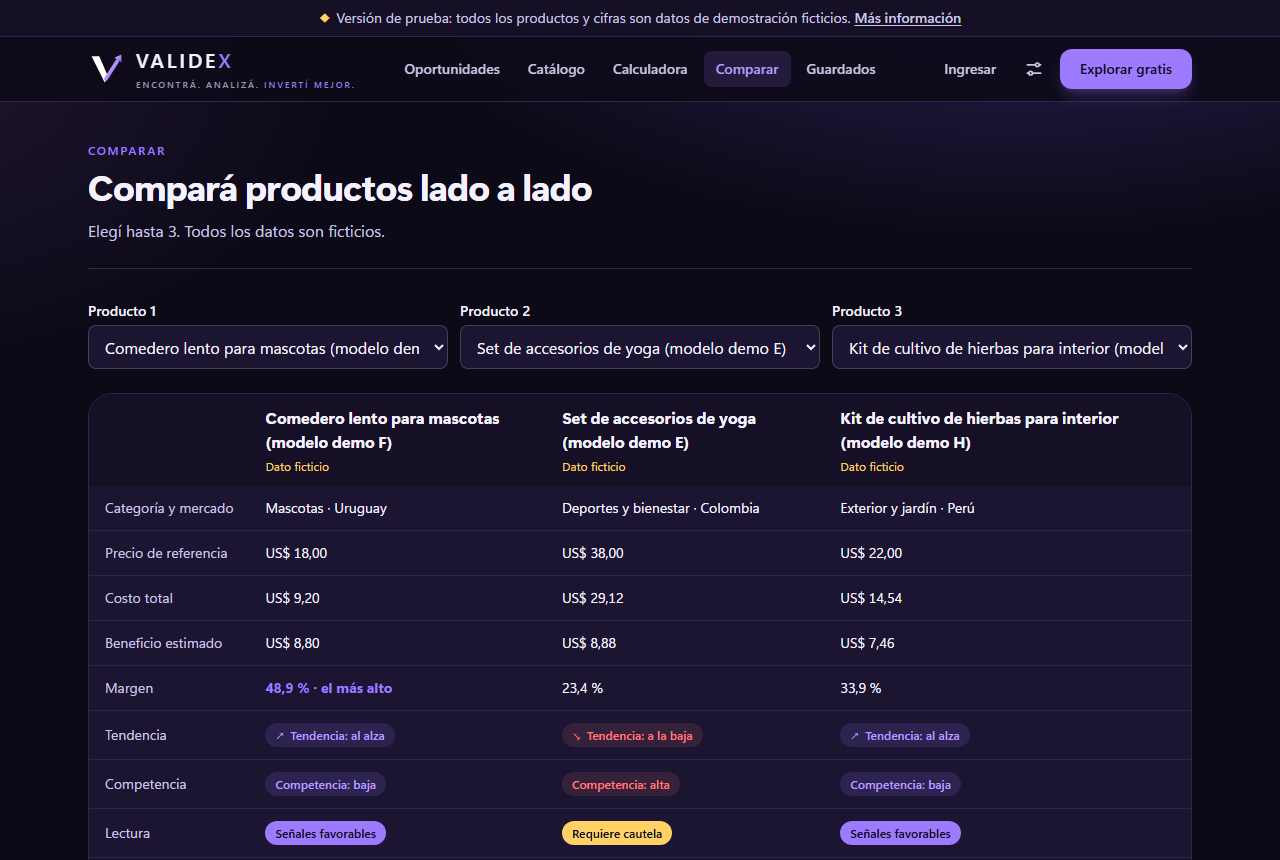 Versión de prueba: todos los productos y cifras son datos de demostración ficticios. Más información
VALIDEX
ENCONTRÁ. ANALIZÁ. INVERTÍ MEJOR.
Oportunidades Catálogo Calculadora Comparar Guardados Ingresar Explorar gratis
COMPARAR
Compará productos lado a lado
Elegí hasta 3. Todos los datos son ficticios.
Producto 1 Producto 2 Producto 3
Comedero lento para mascotas (modelo den Set de accesorios de yoga (modelo demo E) Kit de cultivo de hierbas para interior (model
Comedero lento para mascotas Set de accesorios de yoga Kit de cultivo de hierbas para interior
(modelo demo F) (modelo demo E) (modelo demo H)
Dato ficticio Dato ficticio Dato ficticio
Categoría y mercado Mascotas · Uruguay Deportes y bienestar · Colombia Exterior y jardín · Perú
Precio de referencia US$ 18,00 US$ 38,00 US$ 22,00
Costo total US$ 9,20 US$ 29,12 US$ 14,54
Beneficio estimado US$ 8,80 US$ 8,88 US$ 7,46
Margen 48,9 % · el más alto 23,4 % 33,9 %
Tendencia ↗ Tendencia: al alza ↘ Tendencia: a la baja ↗ Tendencia: al alza
Competencia Competencia: baja Competencia: alta Competencia: baja
Lectura Señales favorables Requiere cautela Señales favorables